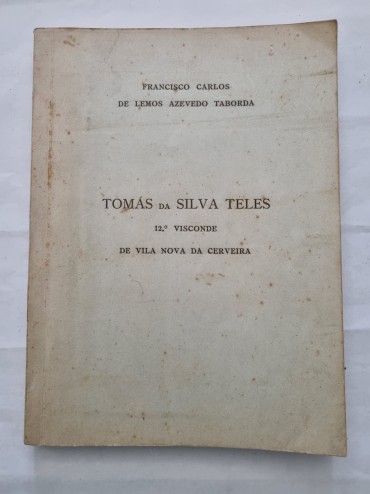 FRANCISCO CARLOS
DE LEMOS AZEVEDO TABORDA
TOMÁS DA SILVA TELES
12.º VISCONDE
DE VILA NOVA DA CERVEIRA